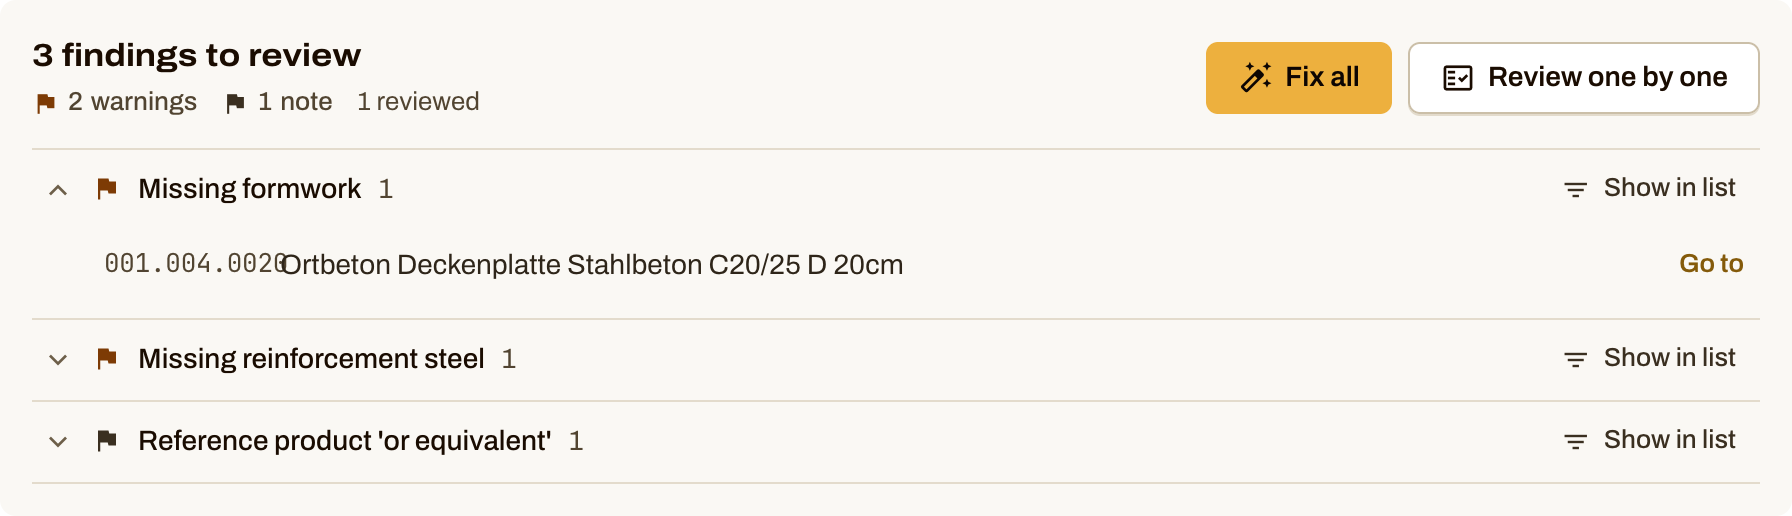 3 findings to review
2 warnings 1 note 1 reviewed
Fix all
Review one by one
Missing formwork 1
Show in list
001.004.0020 Ortbeton Deckenplatte Stahlbeton C20/25 D 20cm
Go to
Missing reinforcement steel 1
Show in list
Reference product 'or equivalent' 1
Show in list